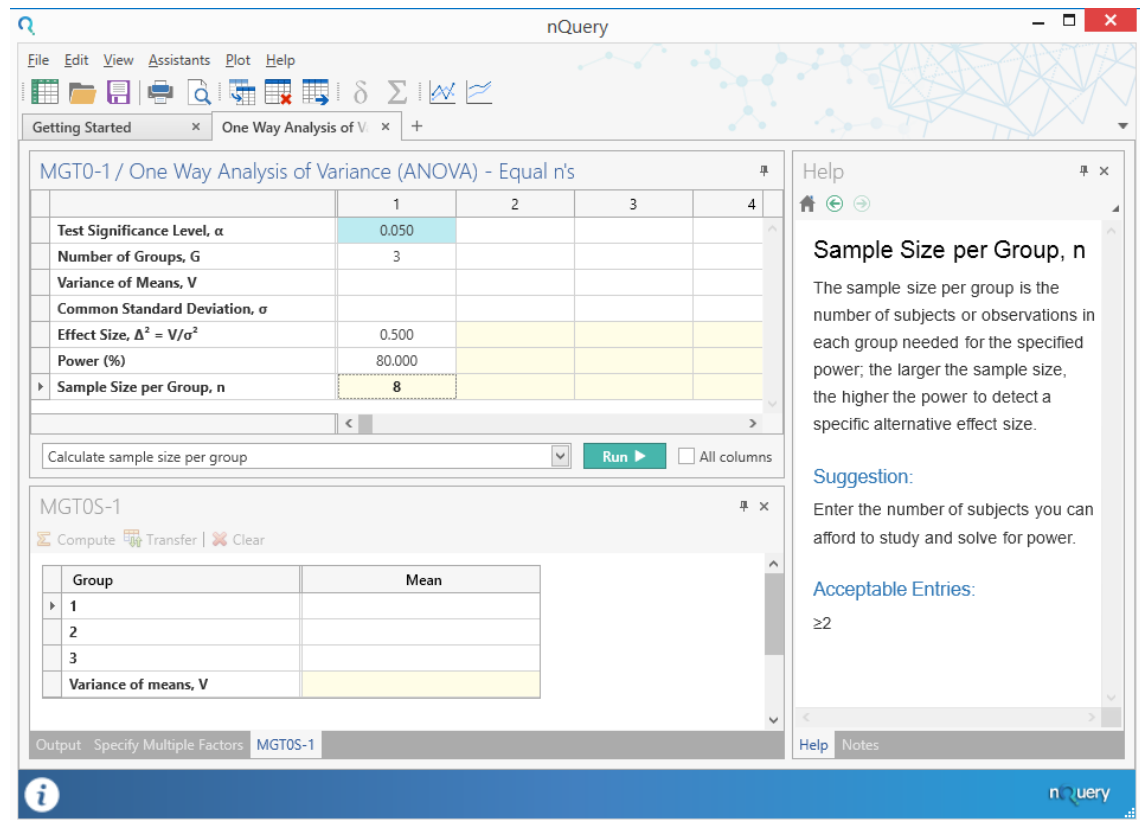 nQuery
File Edit View Assistants Plot Help
δ Σ
Getting Started × One Way Analysis of V × +
MGT0-1 / One Way Analysis of Variance (ANOVA) - Equal n's
1 2 3 4
Test Significance Level, α 0.050
Number of Groups, G 3
Variance of Means, V
Common Standard Deviation, σ
Effect Size, Δ² = V/σ² 0.500
Power (%) 80.000
Sample Size per Group, n 8
Calculate sample size per group Run All columns
MGT0S-1
Compute Transfer | Clear
Group Mean
1
2
3
Variance of means, V
Output Specify Multiple Factors MGT0S-1
Help
Sample Size per Group, n
The sample size per group is the
number of subjects or observations in
each group needed for the specified
power; the larger the sample size,
the higher the power to detect a
specific alternative effect size.
Suggestion:
Enter the number of subjects you can
afford to study and solve for power.
Acceptable Entries:
≥2
Help Notes
i
nQuery